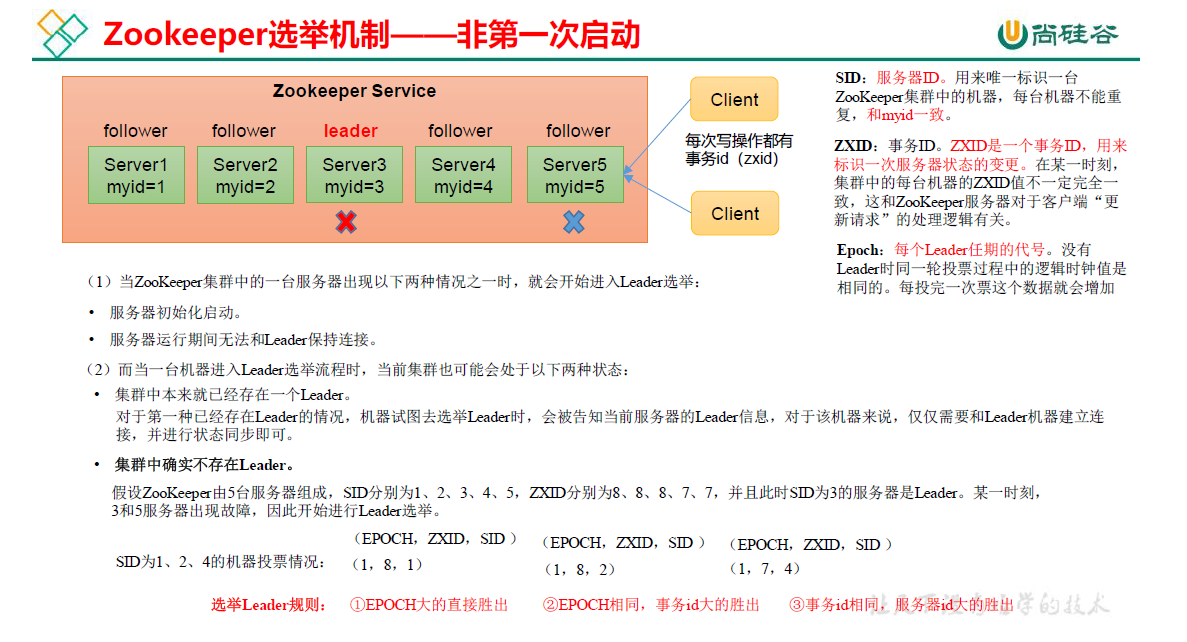 Zookeeper选举机制——非第一次启动
尚硅谷
Zookeeper Service
follower
follower
leader
follower
follower
Server1
myid=1
Server2
myid=2
Server3
myid=3
Server4
myid=4
Server5
myid=5
Client
每次写操作都有
事务id（zxid）
Client
SID：服务器ID。用来唯一标识一台
ZooKeeper集群中的机器，每台机器不能重
复，和myid一致。
ZXID：事务ID。ZXID是一个事务ID，用来
标识一次服务器状态的变更。在某一时刻，
集群中的每台机器的ZXID值不一定完全一
致，这和ZooKeeper服务器对于客户端“更
新请求”的处理逻辑有关。
Epoch：每个Leader任期的代号。没有
Leader时同一轮投票过程中的逻辑时钟值是
相同的。每投完一次票这个数据就会增加
（1）当ZooKeeper集群中的一台服务器出现以下两种情况之一时，就会开始进入Leader选举：
• 服务器初始化启动。
• 服务器运行期间无法和Leader保持连接。
（2）而当一台机器进入Leader选举流程时，当前集群也可能会处于以下两种状态：
• 集群中本来就已经存在一个Leader。
对于第一种已经存在Leader的情况，机器试图去选举Leader时，会被告知当前服务器的Leader信息，对于该机器来说，仅仅需要和Leader机器建立连
接，并进行状态同步即可。
• 集群中确实不存在Leader。
假设ZooKeeper由5台服务器组成，SID分别为1、2、3、4、5，ZXID分别为8、8、8、7、7，并且此时SID为3的服务器是Leader。某一时刻，
3和5服务器出现故障，因此开始进行Leader选举。
SID为1、2、4的机器投票情况：
（EPOCH，ZXID，SID ）
（1，8，1）
（EPOCH，ZXID，SID ）
（1，8，2）
（EPOCH，ZXID，SID ）
（1，7，4）
选举Leader规则： ①EPOCH大的直接胜出 ②EPOCH相同，事务id大的胜出 ③事务id相同，服务器id大的胜出